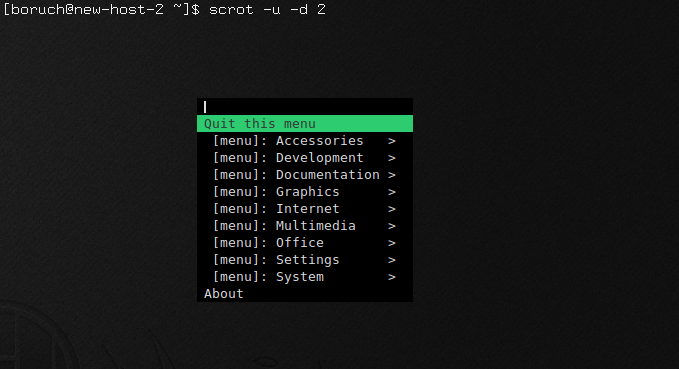 [boruch@new-host-2 ~]$ scrot -u -d 2
Quit this menu
[menu]: Accessories >
[menu]: Development >
[menu]: Documentation >
[menu]: Graphics >
[menu]: Internet >
[menu]: Multimedia >
[menu]: Office >
[menu]: Settings >
[menu]: System >
About